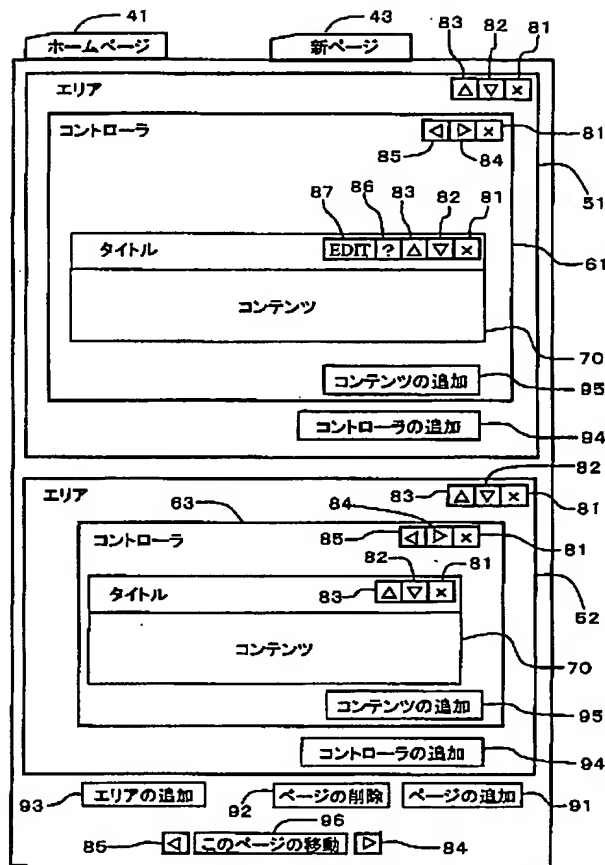 41 43
ホームページ 新ページ
83 82 81
エリア △ ▽ ×
コントローラ ◁ ▷ × 81
85 84
51
87 86 83 82 81
タイトル EDIT ? △ ▽ × 61
コンテンツ
70
コンテンツの追加 95
コントローラの追加 94
82
エリア 83 △ ▽ × 81
63 84
コントローラ 85 ◁ ▷ × 81
82 81
タイトル 83 △ ▽ × 52
コンテンツ
70
コンテンツの追加 95
コントローラの追加 94
93 エリアの追加 92 ページの削除 ページの追加 91
96
85 ◁ このページの移動 ▷ 84